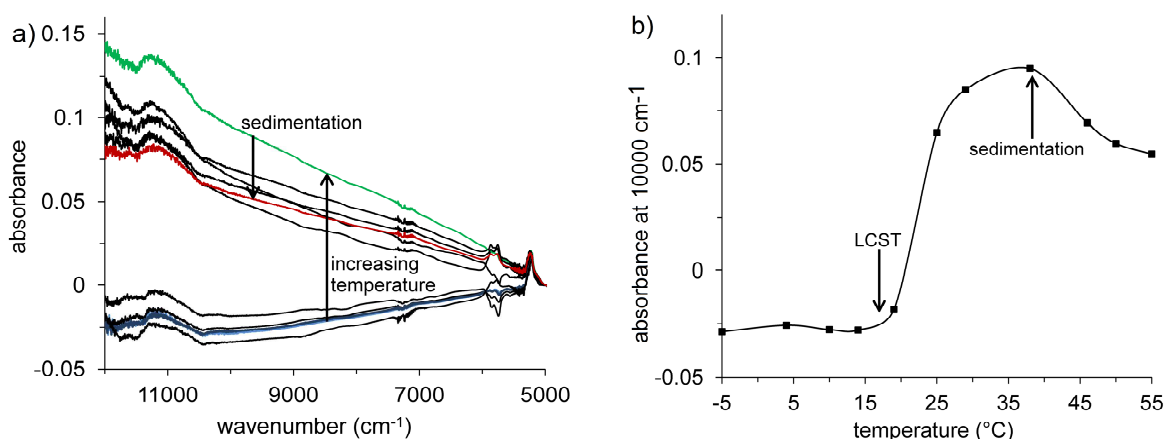 a)
0.15
0.1
0.05
0
-0.05
absorbance
sedimentation
increasing
temperature
11000 9000 7000 5000
wavenumber (cm-1)
b)
0.1
0.05
0
-0.05
absorbance at 10000 cm-1
LCST
sedimentation
-5 5 15 25 35 45 55
temperature (°C)